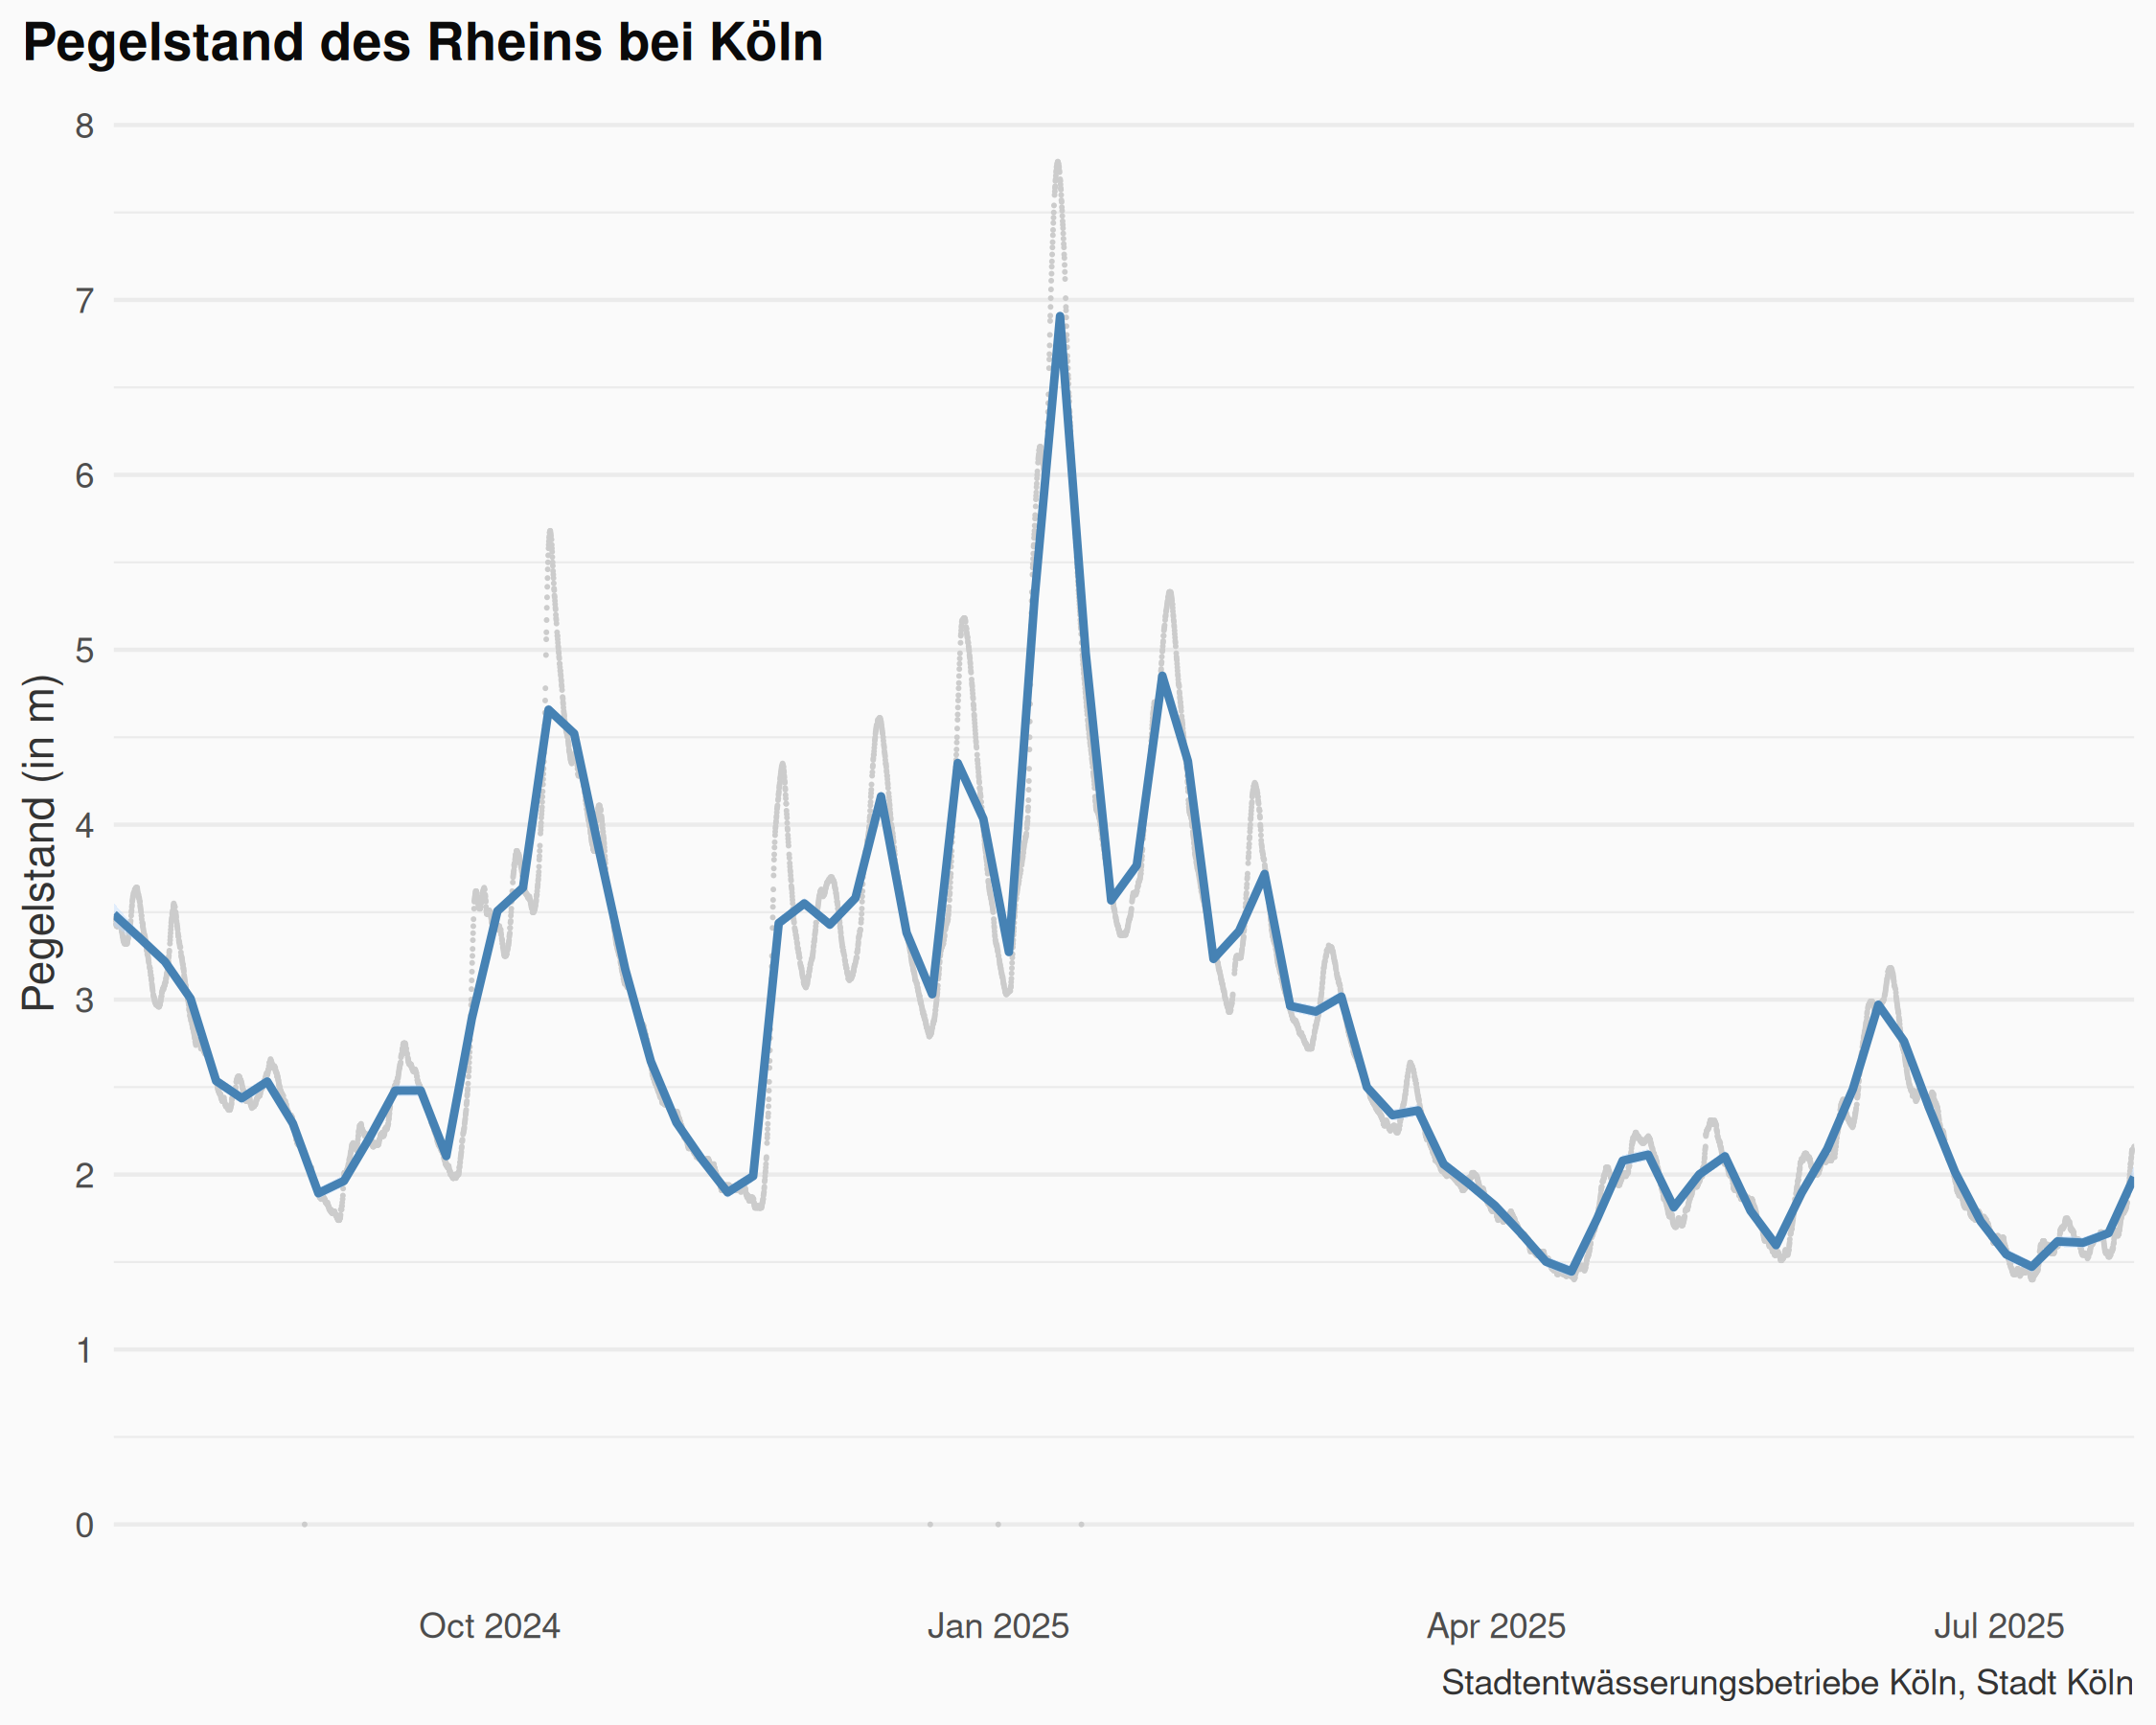 Pegelstand des Rheins bei Köln
Pegelstand (in m)
8
7
6
5
4
3
2
1
0
Oct 2024 Jan 2025 Apr 2025 Jul 2025
Stadtentwässerungsbetriebe Köln, Stadt Köln